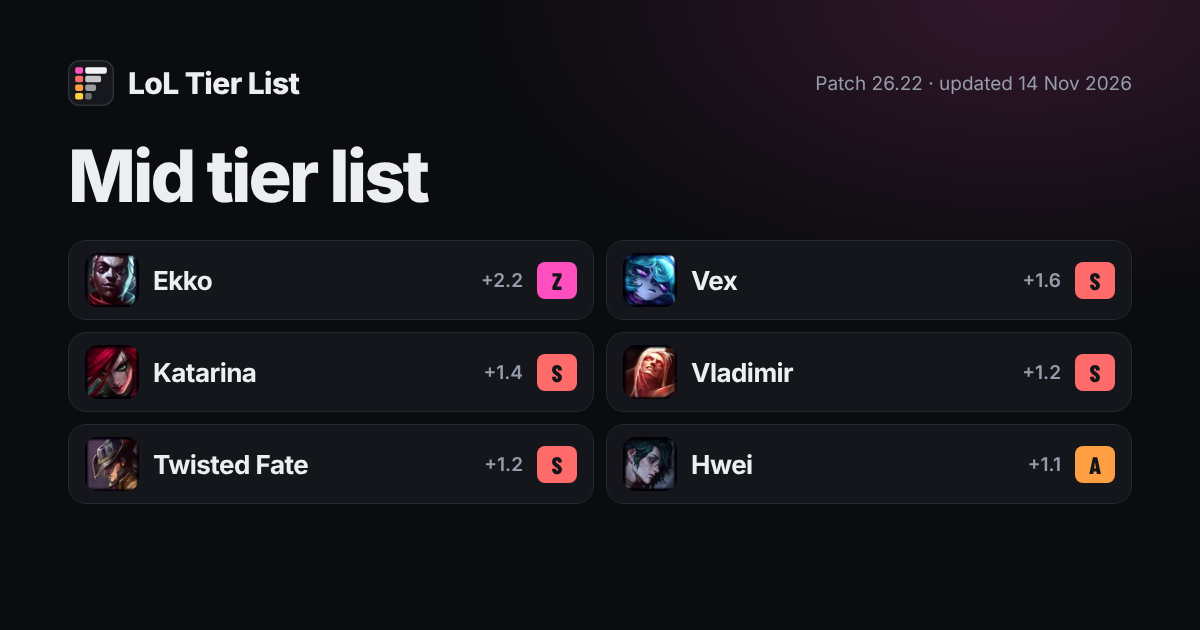 LoL Tier List
Patch 26.22 · updated 14 Nov 2026
Mid tier list
Ekko +2.2 Z
Vex +1.6 S
Katarina +1.4 S
Vladimir +1.2 S
Twisted Fate +1.2 S
Hwei +1.1 A